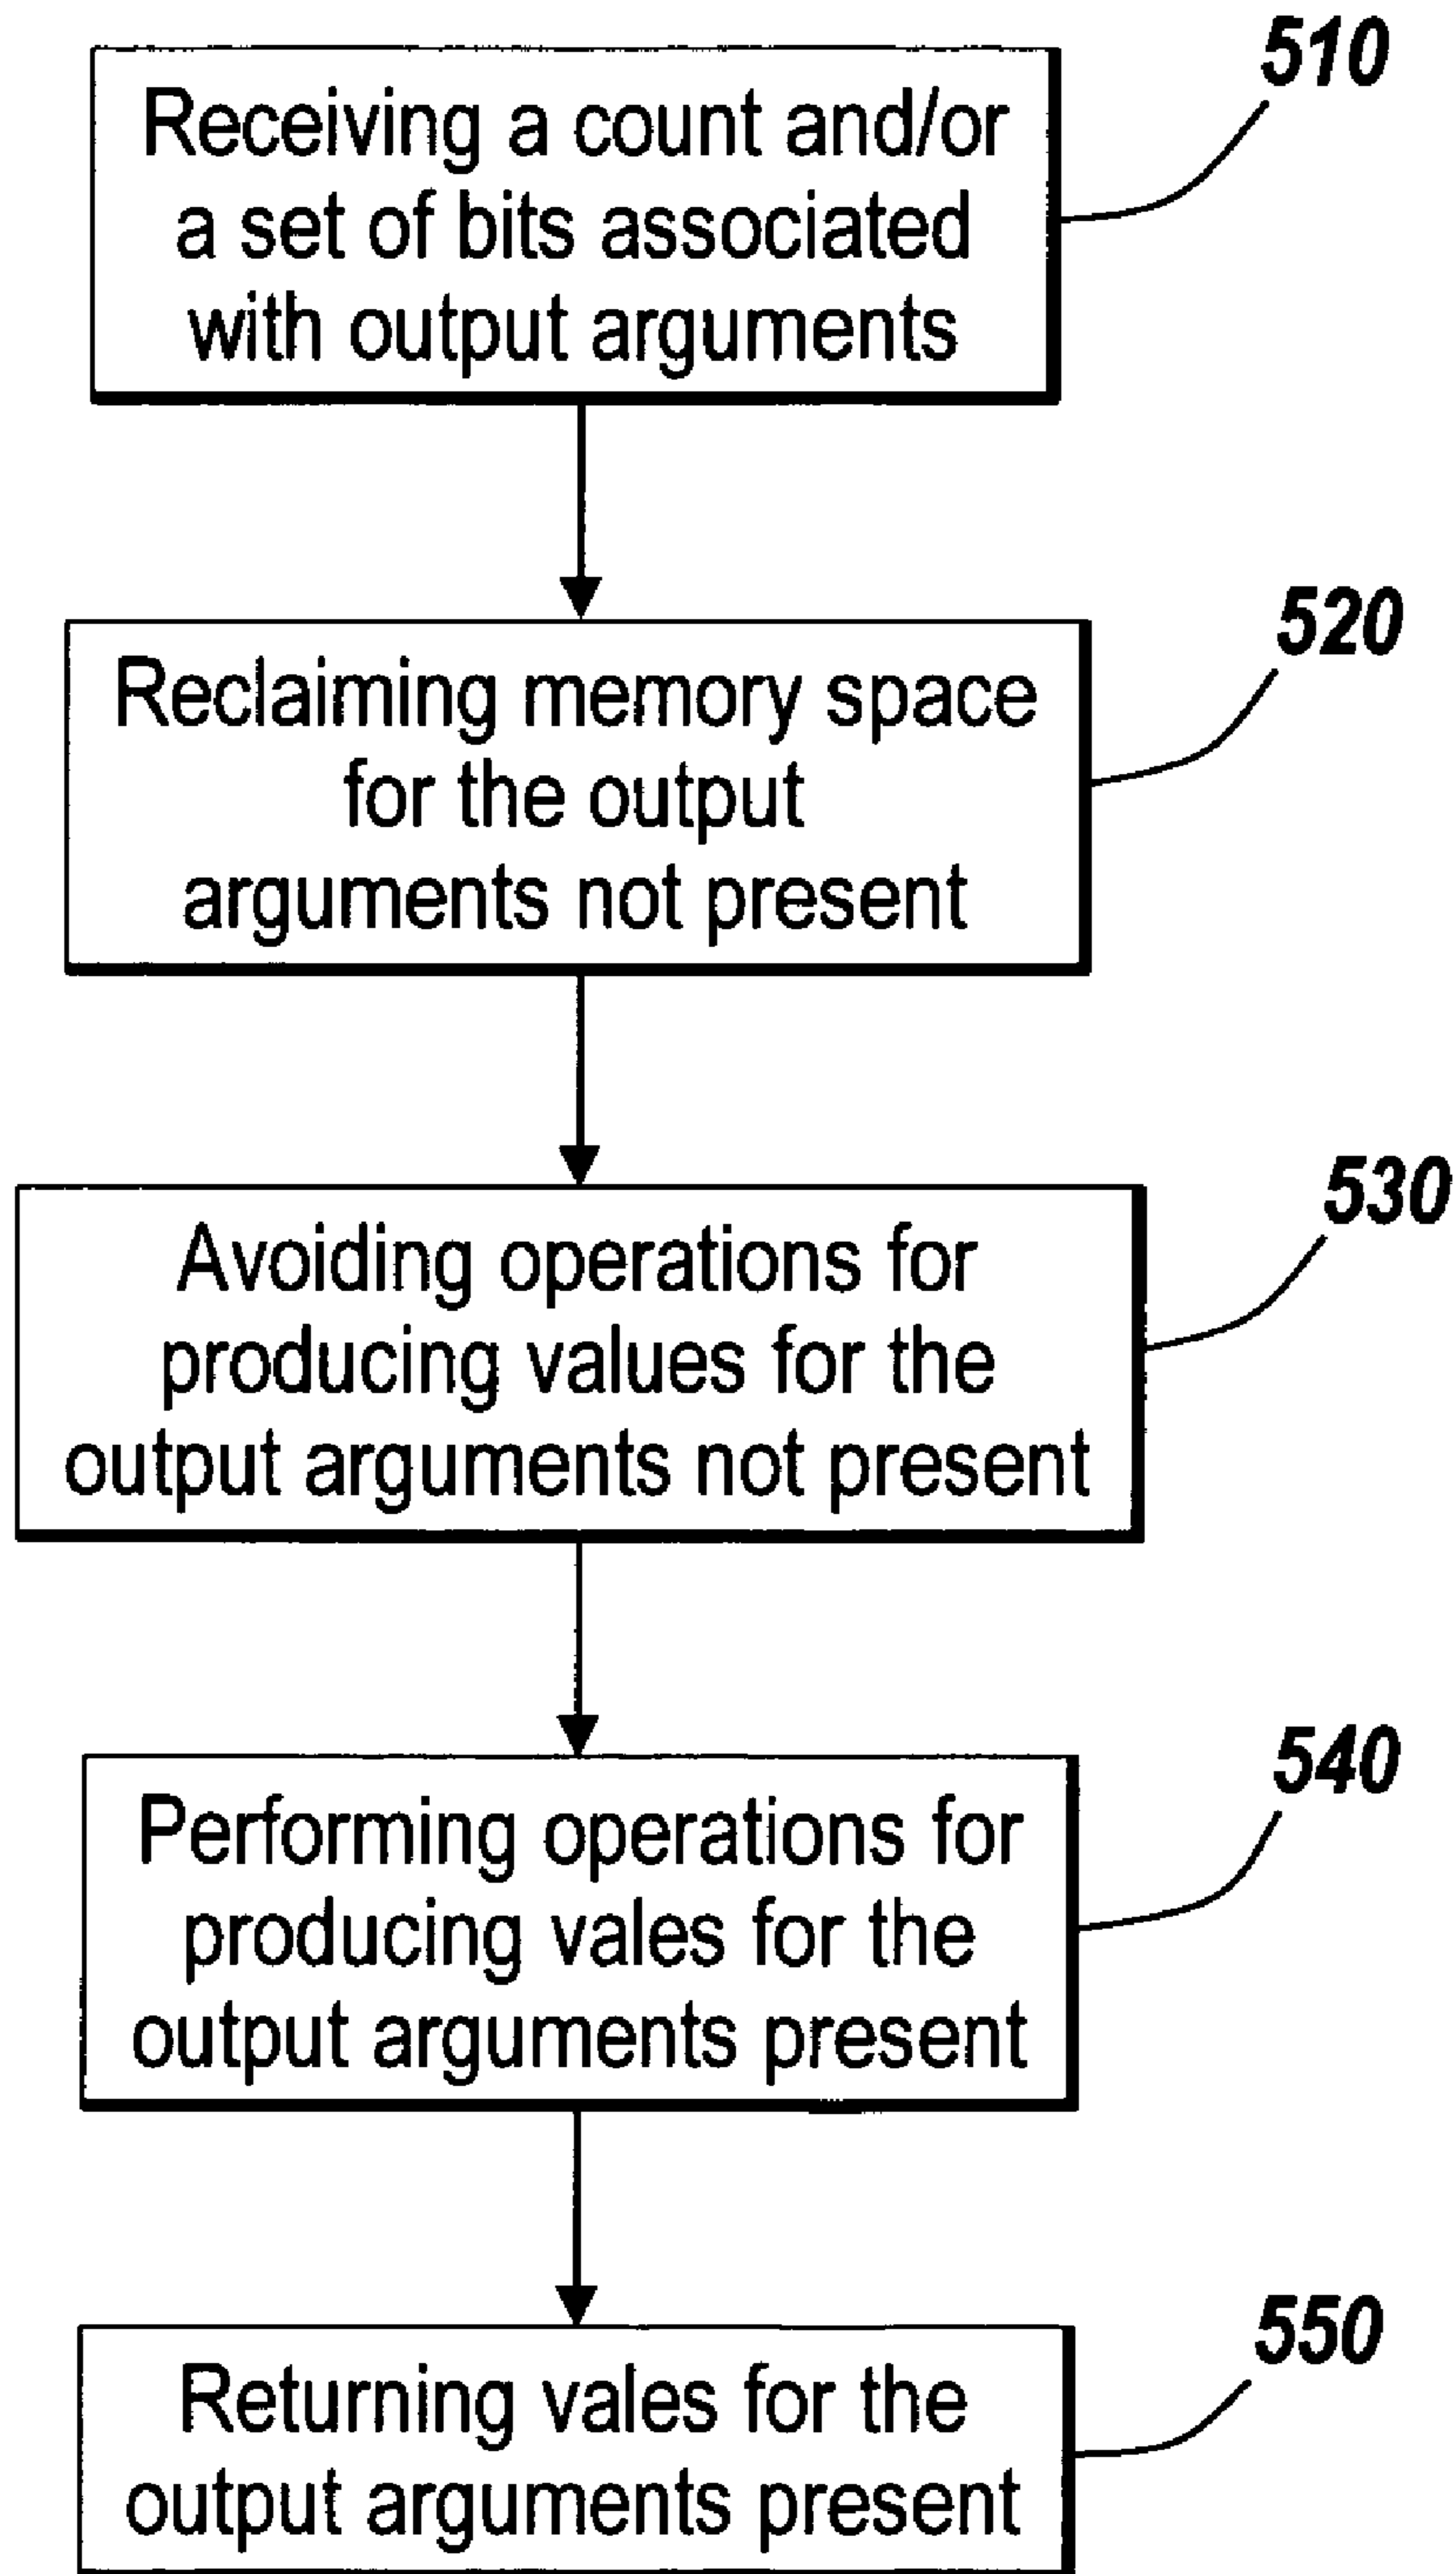 510
Receiving a count and/or
a set of bits associated
with output arguments
520
Reclaiming memory space
for the output
arguments not present
530
Avoiding operations for
producing values for the
output arguments not present
540
Performing operations for
producing vales for the
output arguments present
550
Returning vales for the
output arguments present